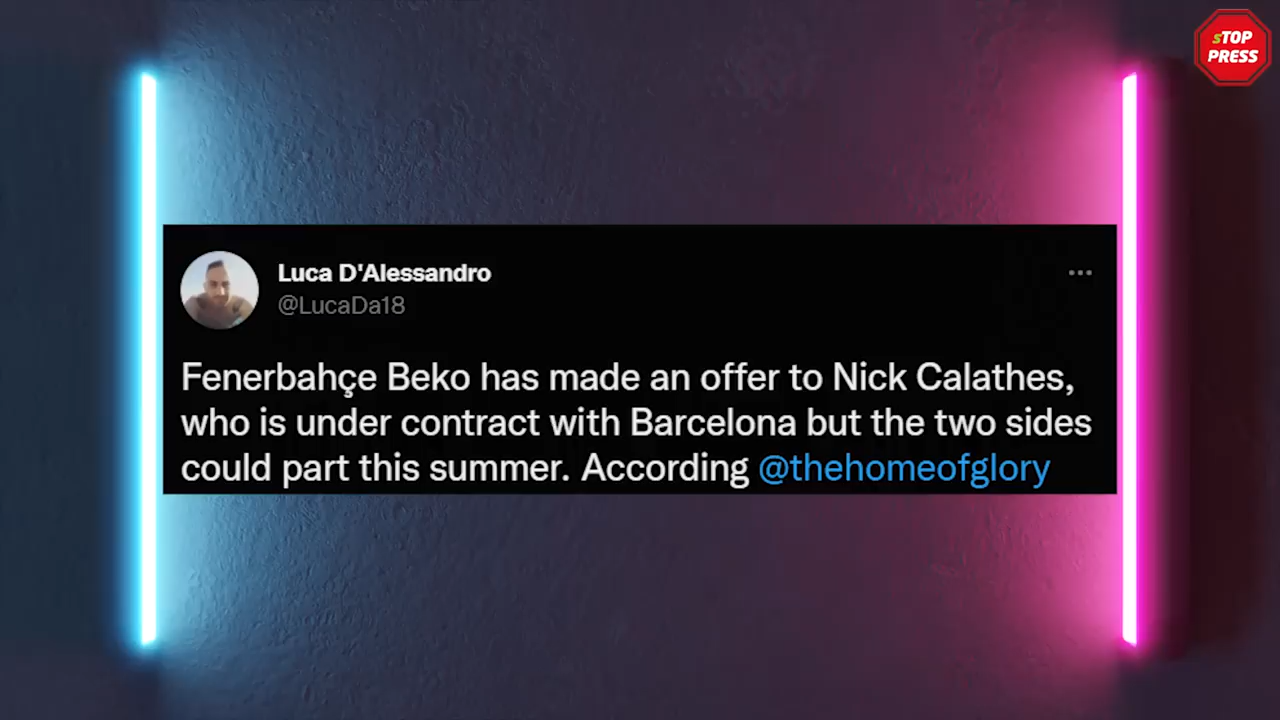 sTOP
PRESS
Luca D'Alessandro
@LucaDa18
Fenerbahçe Beko has made an offer to Nick Calathes,
who is under contract with Barcelona but the two sides
could part this summer. According @thehomeofglory